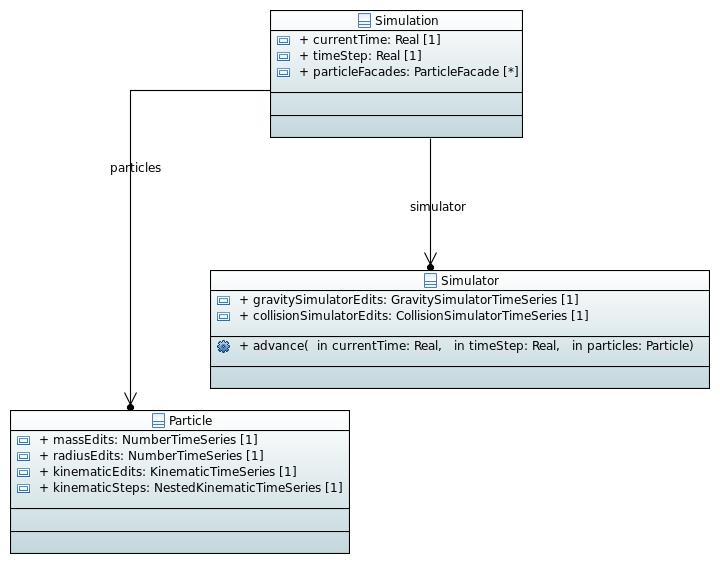 Simulation
+ currentTime: Real [1]
+ timeStep: Real [1]
+ particleFacades: ParticleFacade [*]
particles
simulator
Simulator
+ gravitySimulatorEdits: GravitySimulatorTimeSeries [1]
+ collisionSimulatorEdits: CollisionSimulatorTimeSeries [1]
+ advance(  in currentTime: Real,   in timeStep: Real,   in particles: Particle)
Particle
+ massEdits: NumberTimeSeries [1]
+ radiusEdits: NumberTimeSeries [1]
+ kinematicEdits: KinematicTimeSeries [1]
+ kinematicSteps: NestedKinematicTimeSeries [1]